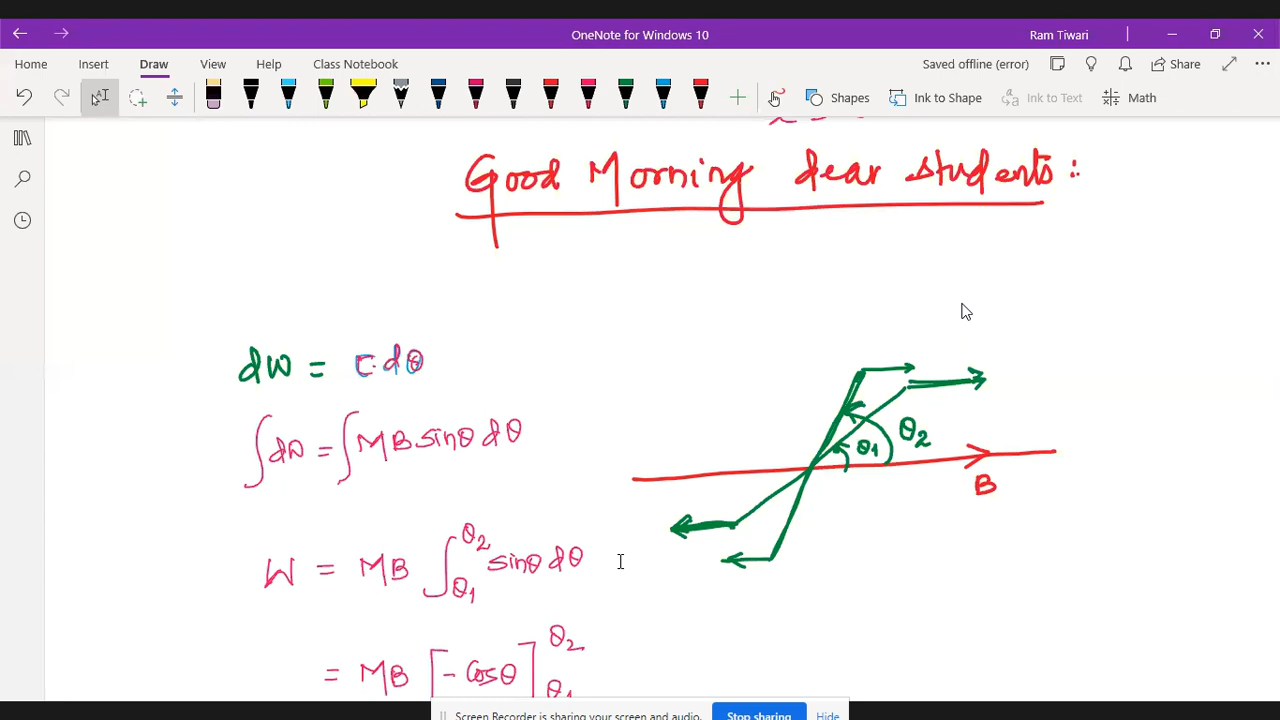 OneNote for Windows 10
Ram Tiwari
Home Insert Draw View Help Class Notebook
Saved offline (error)
Share
Shapes
Ink to Shape
Ink to Text
Math
Good Morning dear students:
dW = τ.dθ
∫dW = ∫MB sinθ dθ
θ2
θ1
B
W = MB ∫θ1^θ2 sinθ dθ
= MB [-Cosθ]θ1^θ2
Screen Recorder is sharing your screen and audio.
Stop sharing
Hide